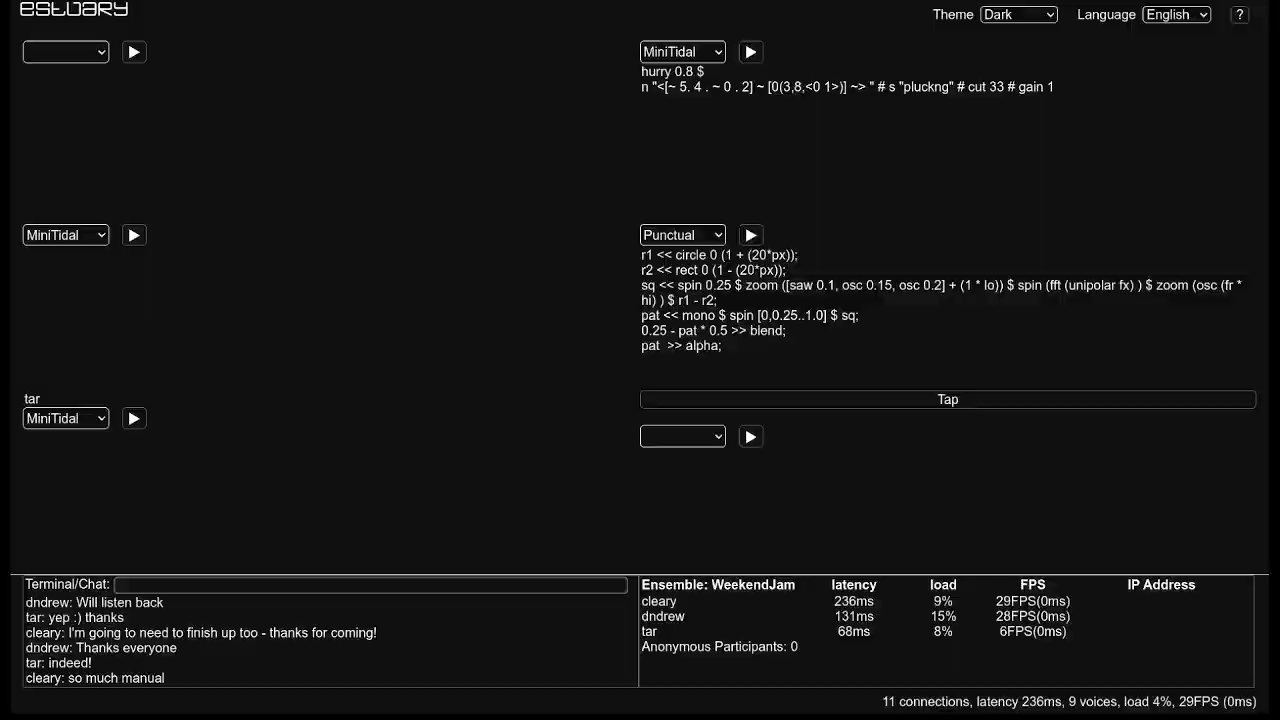 estuary
Theme Dark Language English ?
MiniTidal
hurry 0.8 $
n "<[~ 5. 4 . ~ 0 . 2] ~ [0(3,8,<0 1>)] ~> " # s "pluckng" # cut 33 # gain 1
MiniTidal
Punctual
r1 << circle 0 (1 + (20*px));
r2 << rect 0 (1 - (20*px));
sq << spin 0.25 $ zoom ([saw 0.1, osc 0.15, osc 0.2] + (1 * lo)) $ spin (fft (unipolar fx) ) $ zoom (osc (fr *
hi) ) $ r1 - r2;
pat << mono $ spin [0,0.25..1.0] $ sq;
0.25 - pat * 0.5 >> blend;
pat  >> alpha;
tar
MiniTidal
Tap
Terminal/Chat:
dndrew: Will listen back
tar: yep :) thanks
cleary: I'm going to need to finish up too - thanks for coming!
dndrew: Thanks everyone
tar: indeed!
cleary: so much manual
Ensemble: WeekendJam latency load FPS IP Address
cleary 236ms 9% 29FPS(0ms)
dndrew 131ms 15% 28FPS(0ms)
tar 68ms 8% 6FPS(0ms)
Anonymous Participants: 0
11 connections, latency 236ms, 9 voices, load 4%, 29FPS (0ms)